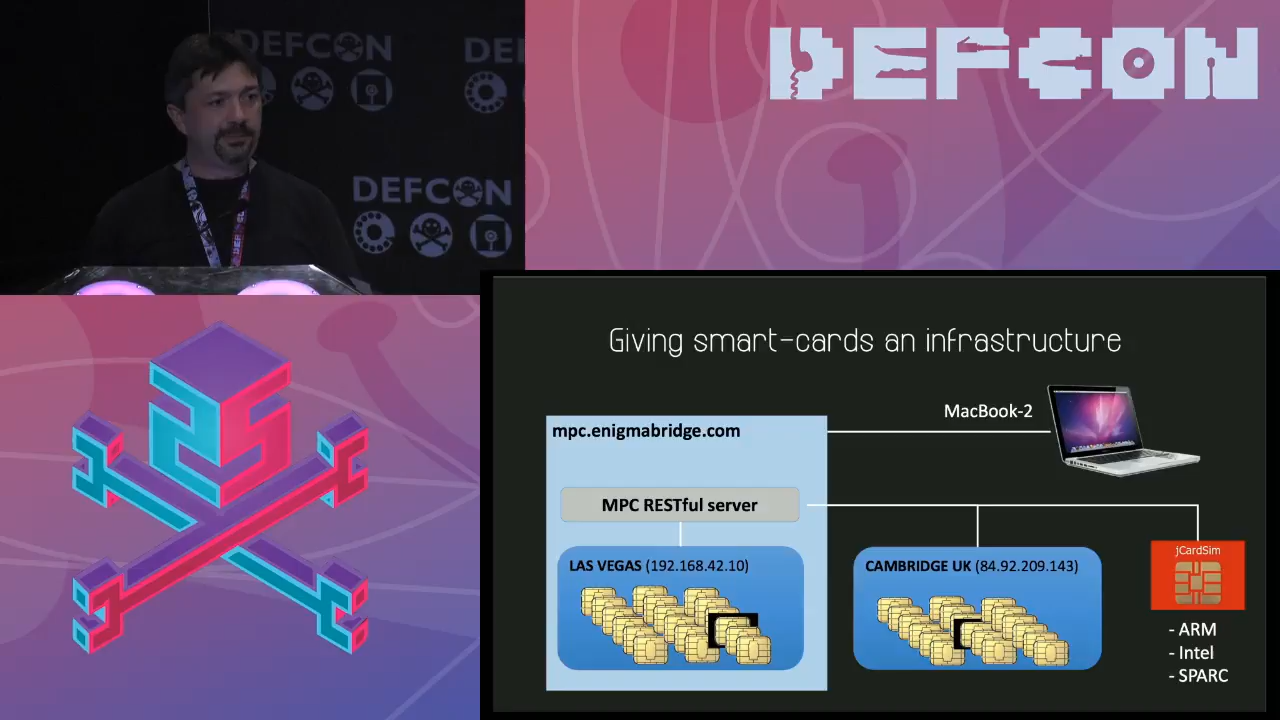 DEFCON
DEF
DEFCON
DEFCON
Giving smart-cards an infrastructure
MacBook-2
mpc.enigmabridge.com
MPC RESTful server
LAS VEGAS (192.168.42.10)
CAMBRIDGE UK (84.92.209.143)
jCardSim
- ARM
- Intel
- SPARC